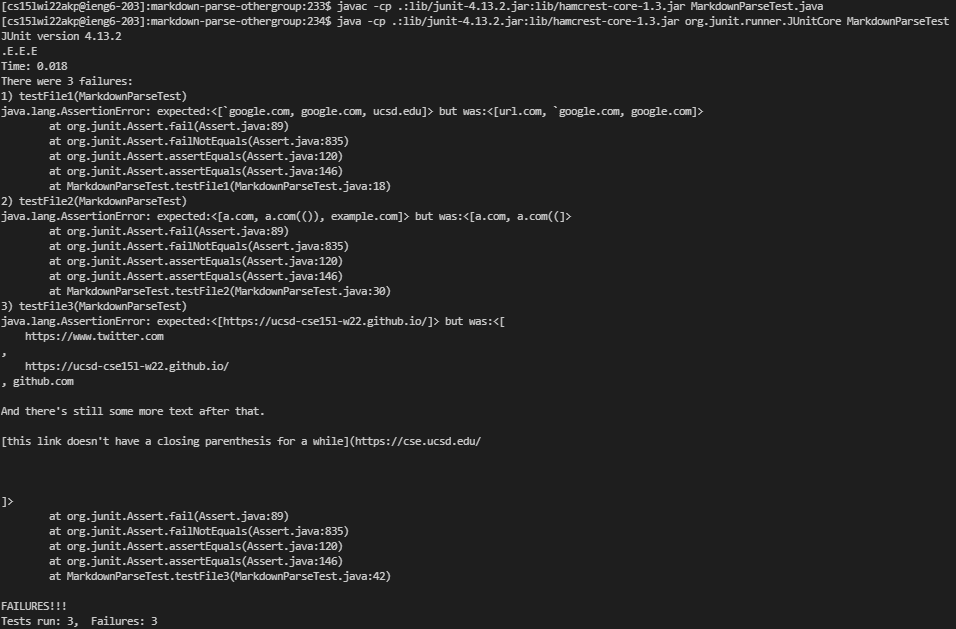 [cs15lwi22akp@ieng6-203]:markdown-parse-othergroup:233$ javac -cp .:lib/junit-4.13.2.jar:lib/hamcrest-core-1.3.jar MarkdownParseTest.java
[cs15lwi22akp@ieng6-203]:markdown-parse-othergroup:234$ java -cp .:lib/junit-4.13.2.jar:lib/hamcrest-core-1.3.jar org.junit.runner.JUnitCore MarkdownParseTest
JUnit version 4.13.2
.E.E.E
Time: 0.018
There were 3 failures:
1) testFile1(MarkdownParseTest)
java.lang.AssertionError: expected:<[`google.com, google.com, ucsd.edu]> but was:<[url.com, `google.com, google.com]>
        at org.junit.Assert.fail(Assert.java:89)
        at org.junit.Assert.failNotEquals(Assert.java:835)
        at org.junit.Assert.assertEquals(Assert.java:120)
        at org.junit.Assert.assertEquals(Assert.java:146)
        at MarkdownParseTest.testFile1(MarkdownParseTest.java:18)
2) testFile2(MarkdownParseTest)
java.lang.AssertionError: expected:<[a.com, a.com(()), example.com]> but was:<[a.com, a.com((]>
        at org.junit.Assert.fail(Assert.java:89)
        at org.junit.Assert.failNotEquals(Assert.java:835)
        at org.junit.Assert.assertEquals(Assert.java:120)
        at org.junit.Assert.assertEquals(Assert.java:146)
        at MarkdownParseTest.testFile2(MarkdownParseTest.java:30)
3) testFile3(MarkdownParseTest)
java.lang.AssertionError: expected:<[https://ucsd-cse15l-w22.github.io/]> but was:<[
    https://www.twitter.com
,
    https://ucsd-cse15l-w22.github.io/
, github.com

And there's still some more text after that.

[this link doesn't have a closing parenthesis for a while](https://cse.ucsd.edu/



]>
        at org.junit.Assert.fail(Assert.java:89)
        at org.junit.Assert.failNotEquals(Assert.java:835)
        at org.junit.Assert.assertEquals(Assert.java:120)
        at org.junit.Assert.assertEquals(Assert.java:146)
        at MarkdownParseTest.testFile3(MarkdownParseTest.java:42)

FAILURES!!!
Tests run: 3,  Failures: 3